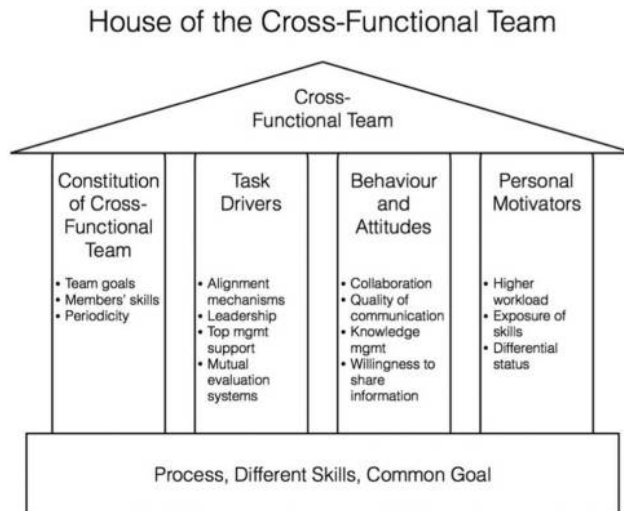 House of the Cross-Functional Team
Cross-
Functional Team
Constitution
of Cross-
Functional
Team
• Team goals
• Members' skills
• Periodicity
Task
Drivers
• Alignment
mechanisms
• Leadership
• Top mgmt
support
• Mutual
evaluation
systems
Behaviour
and
Attitudes
• Collaboration
• Quality of
communication
• Knowledge
mgmt
• Willingness to
share
information
Personal
Motivators
• Higher
workload
• Exposure of
skills
• Differential
status
Process, Different Skills, Common Goal